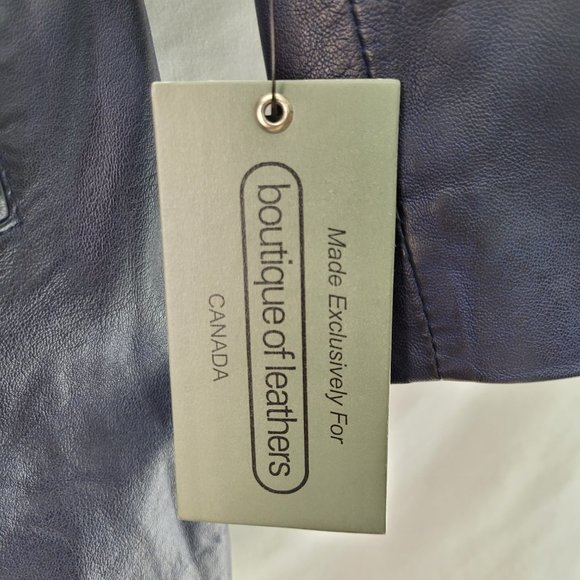 Made Exclusively For
boutique of leathers
CANADA